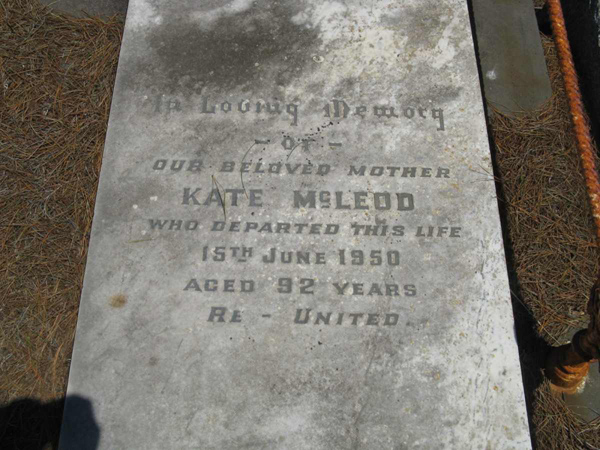 In Loving Memory
- of -
OUR BELOVED MOTHER
KATE McLEOD
WHO DEPARTED THIS LIFE
15TH JUNE 1950
AGED 92 YEARS
RE - UNITED